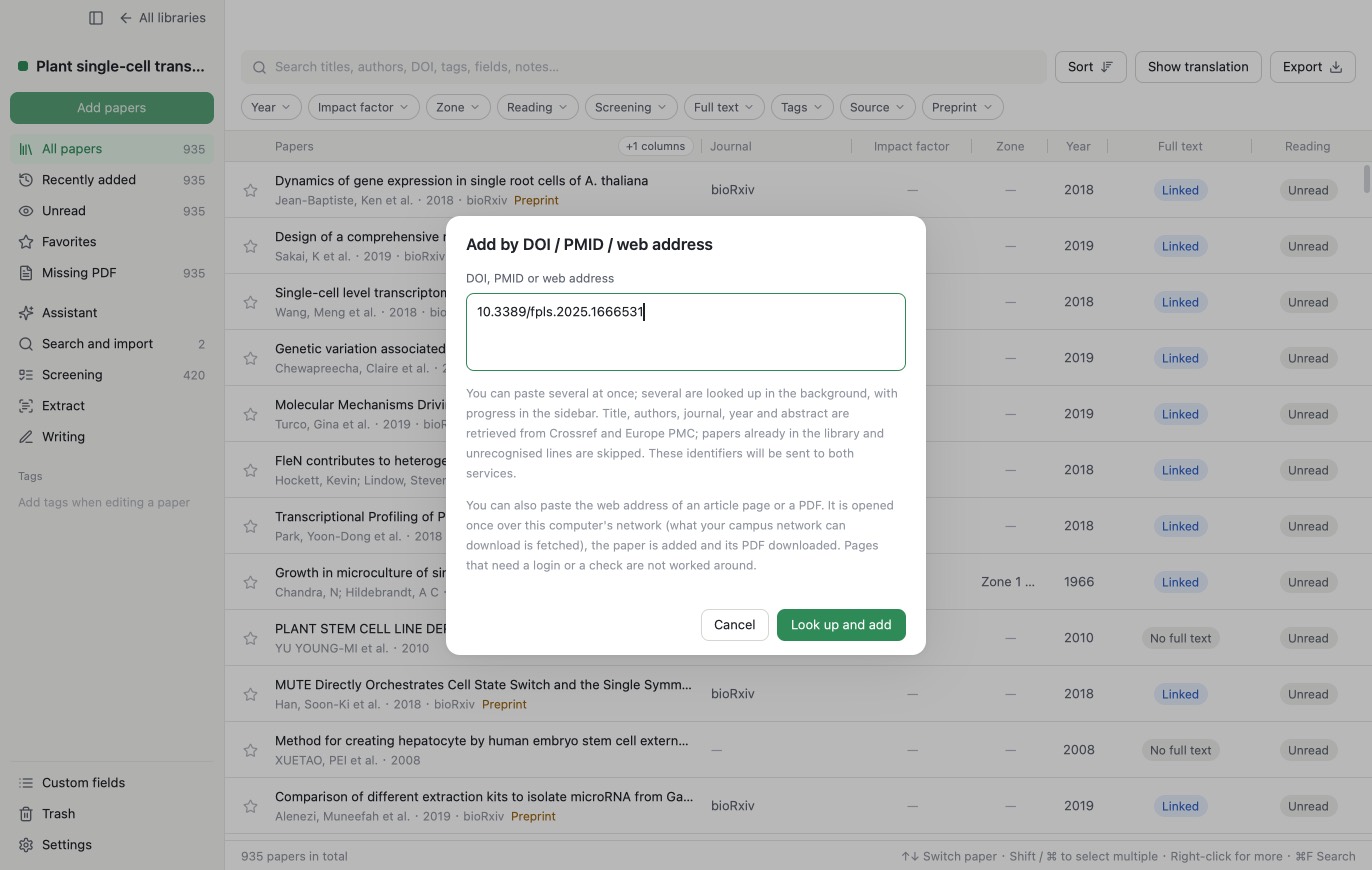 All libraries
Plant single-cell trans...
Add papers
All papers 935
Recently added 935
Unread 935
Favorites
Missing PDF 935
Assistant
Search and import 2
Screening 420
Extract
Writing
Tags
Add tags when editing a paper
Custom fields
Trash
Settings
Search titles, authors, DOI, tags, fields, notes...
Sort
Show translation
Export
Year Impact factor Zone Reading Screening Full text Tags Source Preprint
Papers +1 columns Journal Impact factor Zone Year Full text Reading
Dynamics of gene expression in single root cells of A. thaliana
Jean-Baptiste, Ken et al. · 2018 · bioRxiv Preprint
bioRxiv — — 2018 Linked Unread
Design of a comprehensive
Sakai, K et al. · 2019 · bioRxiv
— 2019 Linked Unread
Single-cell level transcripto
Wang, Meng et al. · 2018 · bio
— 2018 Linked Unread
Genetic variation associated
Chewapreecha, Claire et al. ·
— 2019 Linked Unread
Molecular Mechanisms Drivi
Turco, Gina et al. · 2019 · bioR
— 2019 Linked Unread
FleN contributes to heteroge
Hockett, Kevin; Lindow, Steven
— 2018 Linked Unread
Transcriptional Profiling of P
Park, Yoon-Dong et al. · 2018
— 2018 Linked Unread
Growth in microculture of si
Chandra, N; Hildebrandt, A C ·
Zone 1 ... 1966 Linked Unread
PLANT STEM CELL LINE DE
YU YOUNG-MI et al. · 2010
— 2010 No full text Unread
MUTE Directly Orchestrates Cell State Switch and the Single Symm...
Han, Soon-Ki et al. · 2018 · bioRxiv Preprint
bioRxiv — — 2018 Linked Unread
Method for creating hepatocyte by human embryo stem cell extern...
XUETAO, PEI et al. · 2008
— — — 2008 No full text Unread
Comparison of different extraction kits to isolate microRNA from Ga...
Alenezi, Muneefah et al. · 2019 · bioRxiv Preprint
bioRxiv — — 2019 Linked Unread
935 papers in total
↑↓ Switch paper · Shift / ⌘ to select multiple · Right-click for more · ⌘F Search
Add by DOI / PMID / web address
DOI, PMID or web address
10.3389/fpls.2025.1666531
You can paste several at once; several are looked up in the background, with
progress in the sidebar. Title, authors, journal, year and abstract are
retrieved from Crossref and Europe PMC; papers already in the library and
unrecognised lines are skipped. These identifiers will be sent to both
services.
You can also paste the web address of an article page or a PDF. It is opened
once over this computer's network (what your campus network can
download is fetched), the paper is added and its PDF downloaded. Pages
that need a login or a check are not worked around.
Cancel
Look up and add